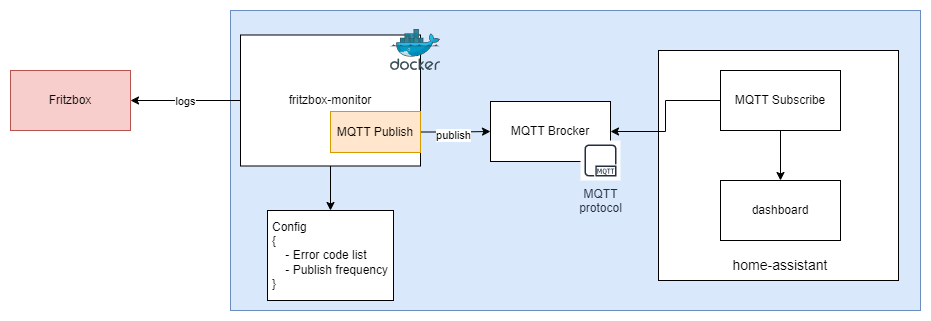 docker
Fritzbox
logs
fritzbox-monitor
MQTT Publish
publish
MQTT Brocker
MQTT
MQTT
protocol
MQTT Subscribe
dashboard
home-assistant
Config
{
- Error code list
- Publish frequency
}